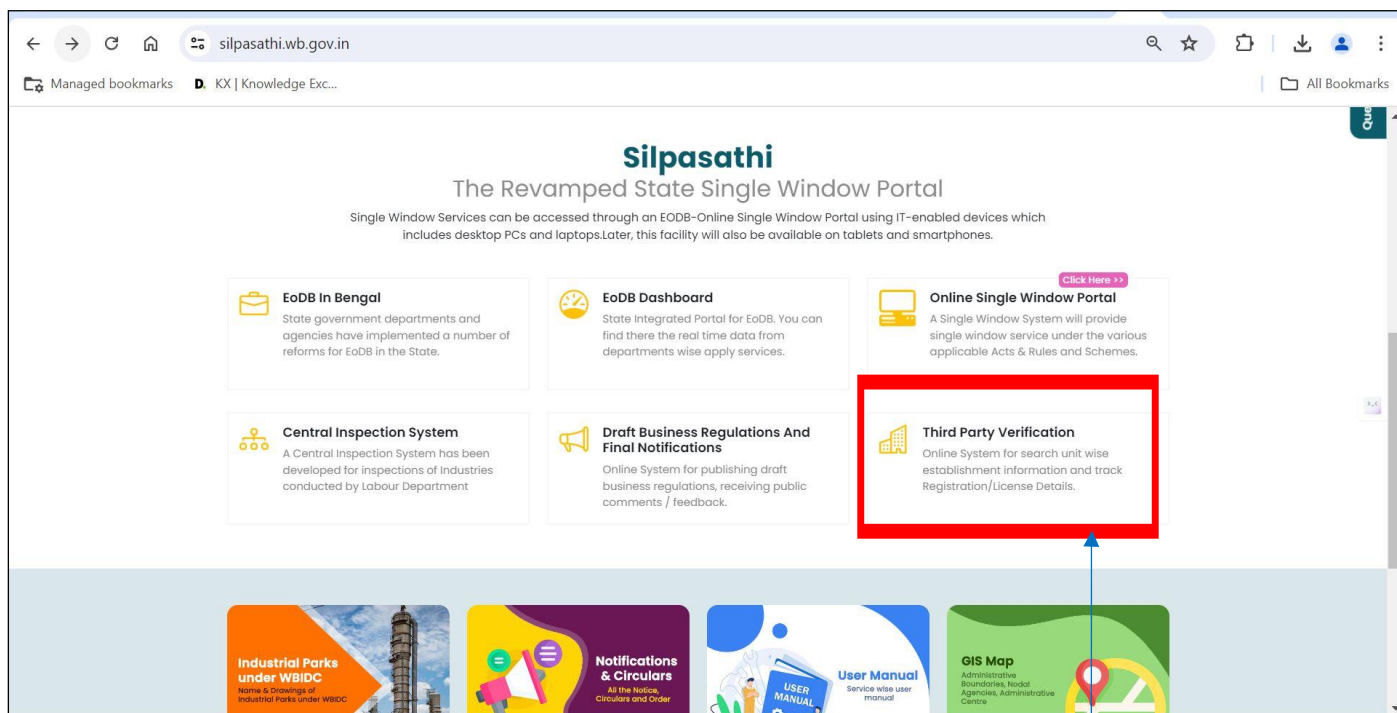 silpasathi.wb.gov.in
Managed bookmarks
D. KX | Knowledge Exc...
All Bookmarks
Que
Silpasathi
The Revamped State Single Window Portal
Single Window Services can be accessed through an EODB-Online Single Window Portal using IT-enabled devices which
includes desktop PCs and laptops.Later, this facility will also be available on tablets and smartphones.
EoDB In Bengal
State government departments and
agencies have implemented a number of
reforms for EoDB in the State.
EoDB Dashboard
State Integrated Portal for EoDB. You can
find there the real time data from
departments wise apply services.
Click Here >>
Online Single Window Portal
A Single Window System will provide
single window service under the various
applicable Acts & Rules and Schemes.
Central Inspection System
A Central Inspection System has been
developed for inspections of Industries
conducted by Labour Department
Draft Business Regulations And
Final Notifications
Online System for publishing draft
business regulations, receiving public
comments / feedback.
Third Party Verification
Online System for search unit wise
establishment information and track
Registration/License Details.
Industrial Parks
under WBIDC
Name & Drawings of
Industrial Parks under WBIDC
Notifications
& Circulars
All the Notice,
Circulars and Order
USER
MANUAL
User Manual
Service wise user
manual
GIS Map
Administrative
Boundaries, Nodal
Agencies, Administrative
Centre